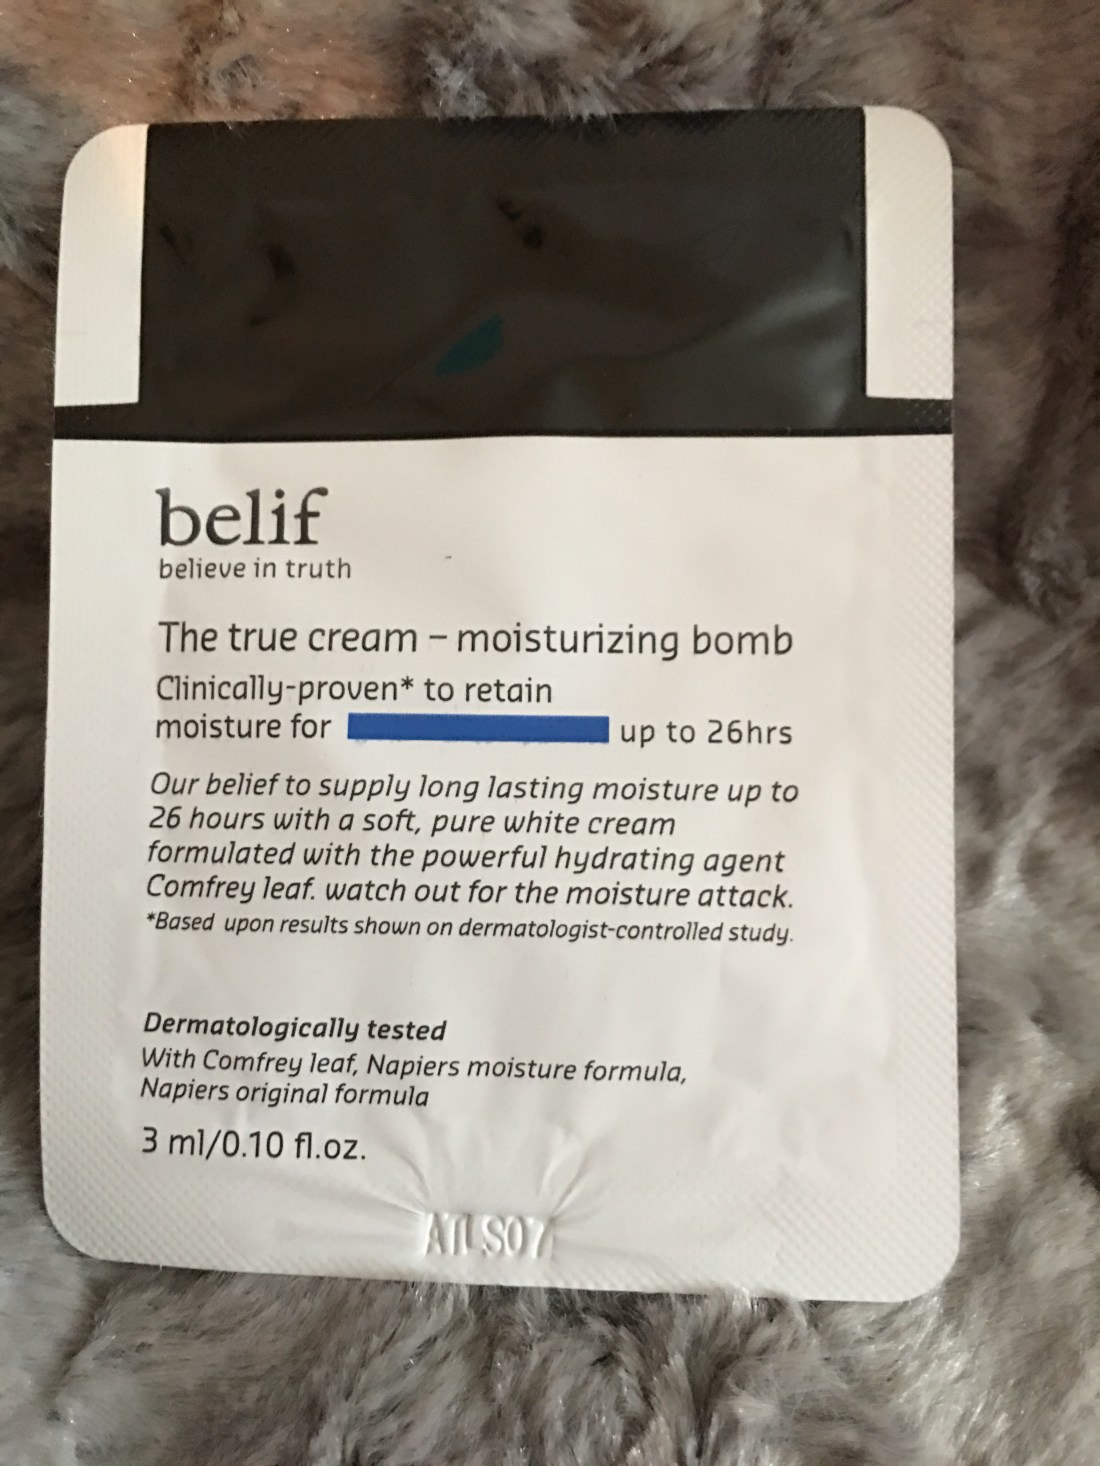 belif
believe in truth
The true cream – moisturizing bomb
Clinically-proven* to retain
moisture for up to 26hrs
Our belief to supply long lasting moisture up to
26 hours with a soft, pure white cream
formulated with the powerful hydrating agent
Comfrey leaf. watch out for the moisture attack.
*Based upon results shown on dermatologist-controlled study.
Dermatologically tested
With Comfrey leaf, Napiers moisture formula,
Napiers original formula
3 ml/0.10 fl.oz.